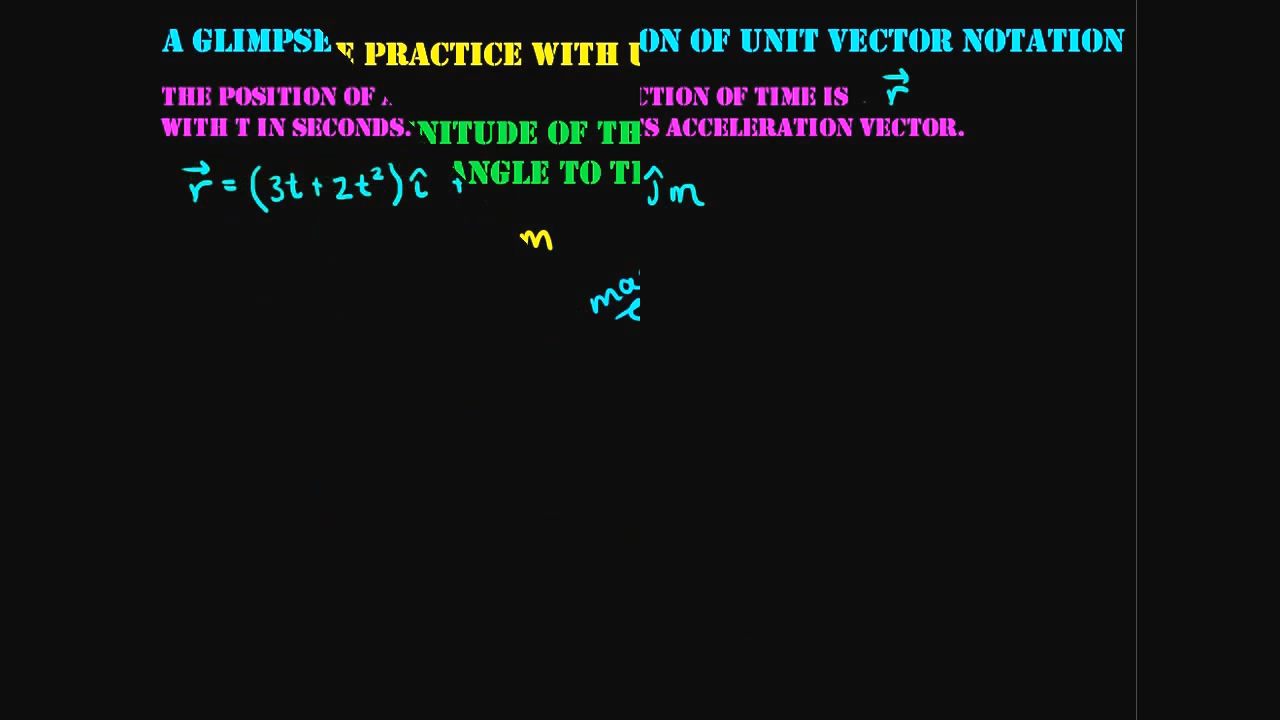 A GLIMPSE PRACTICE WITH ON OF UNIT VECTOR NOTATION
THE POSITION OF CTION OF TIME IS r⃗
WITH T IN SECONDS. NITUDE OF TH 'S ACCELERATION VECTOR.
r⃗ = (3t + 2t²) î ANGLE TO ĵ m
m
ma